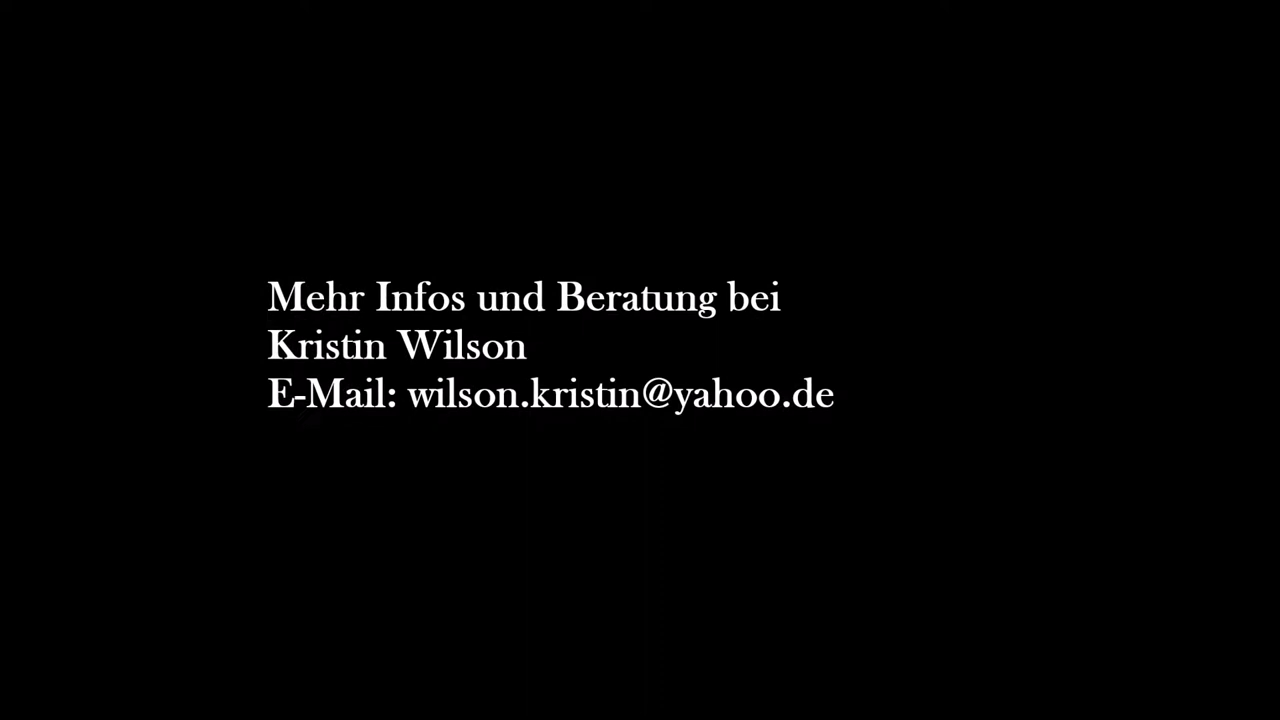 Mehr Infos und Beratung bei
Kristin Wilson
E-Mail: wilson.kristin@yahoo.de